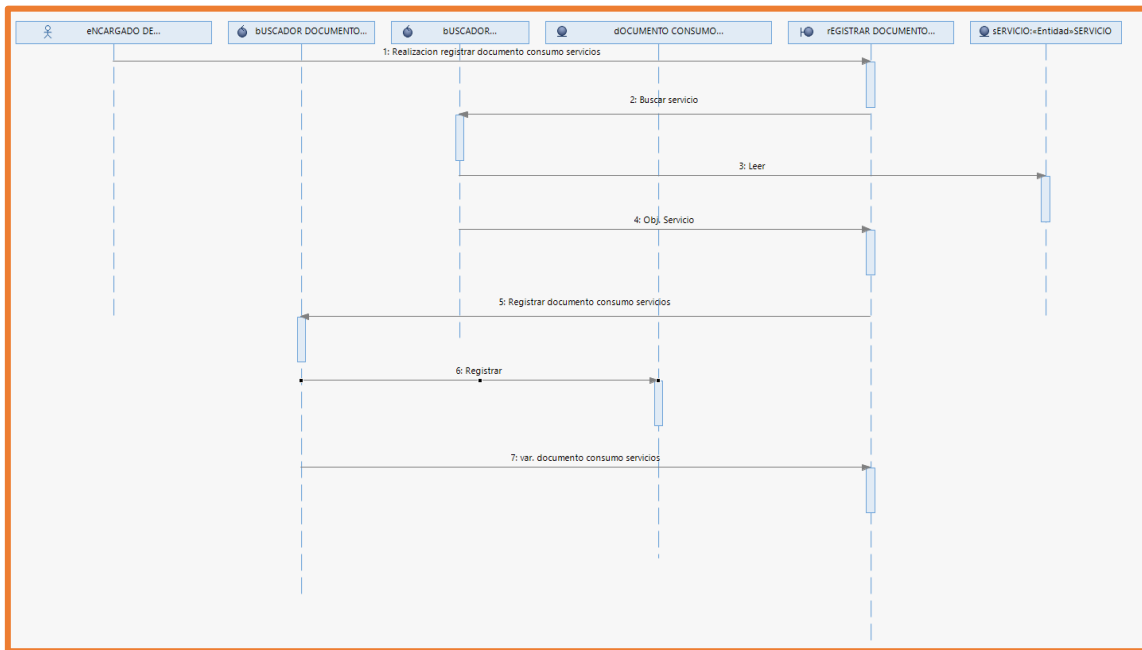 eNCARGADO DE...
bUSCADOR DOCUMENTO...
bUSCADOR...
dOCUMENTO CONSUMO...
rEGISTRAR DOCUMENTO...
sERVICIO:«Entidad»SERVICIO
1: Realizacion registrar documento consumo servicios
2: Buscar servicio
3: Leer
4: Obj. Servicio
5: Registrar documento consumo servicios
6: Registrar
7: var. documento consumo servicios